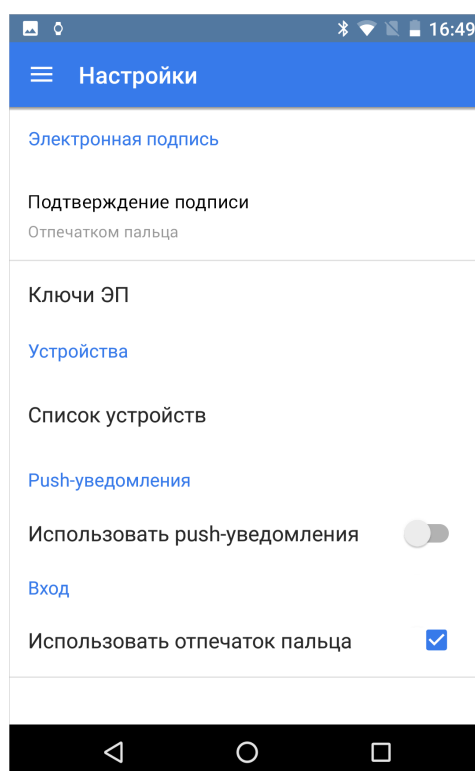 16:49
Настройки
Электронная подпись
Подтверждение подписи
Отпечатком пальца
Ключи ЭП
Устройства
Список устройств
Push-уведомления
Использовать push-уведомления
Вход
Использовать отпечаток пальца